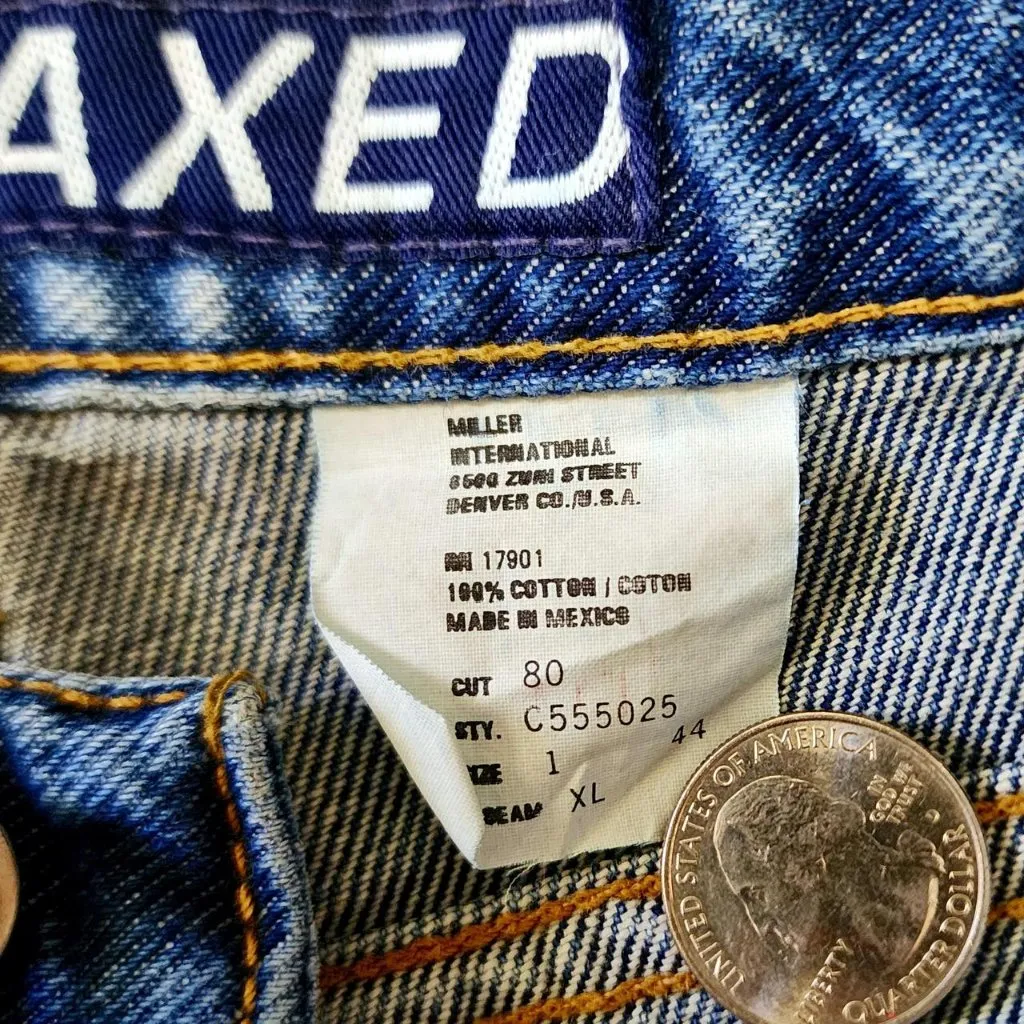 AXED
MILLER
INTERNATIONAL
8500 ZUNI STREET
DENVER CO./U.S.A.
RN 17901
100% COTTON / COTON
MADE IN MEXICO
CUT 80
STY. C555025
IZE 1 44
SEAM XL
UNITED STATES OF AMERICA
IN
GOD WE
TRUST
LIBERTY
QUARTER DOLLAR